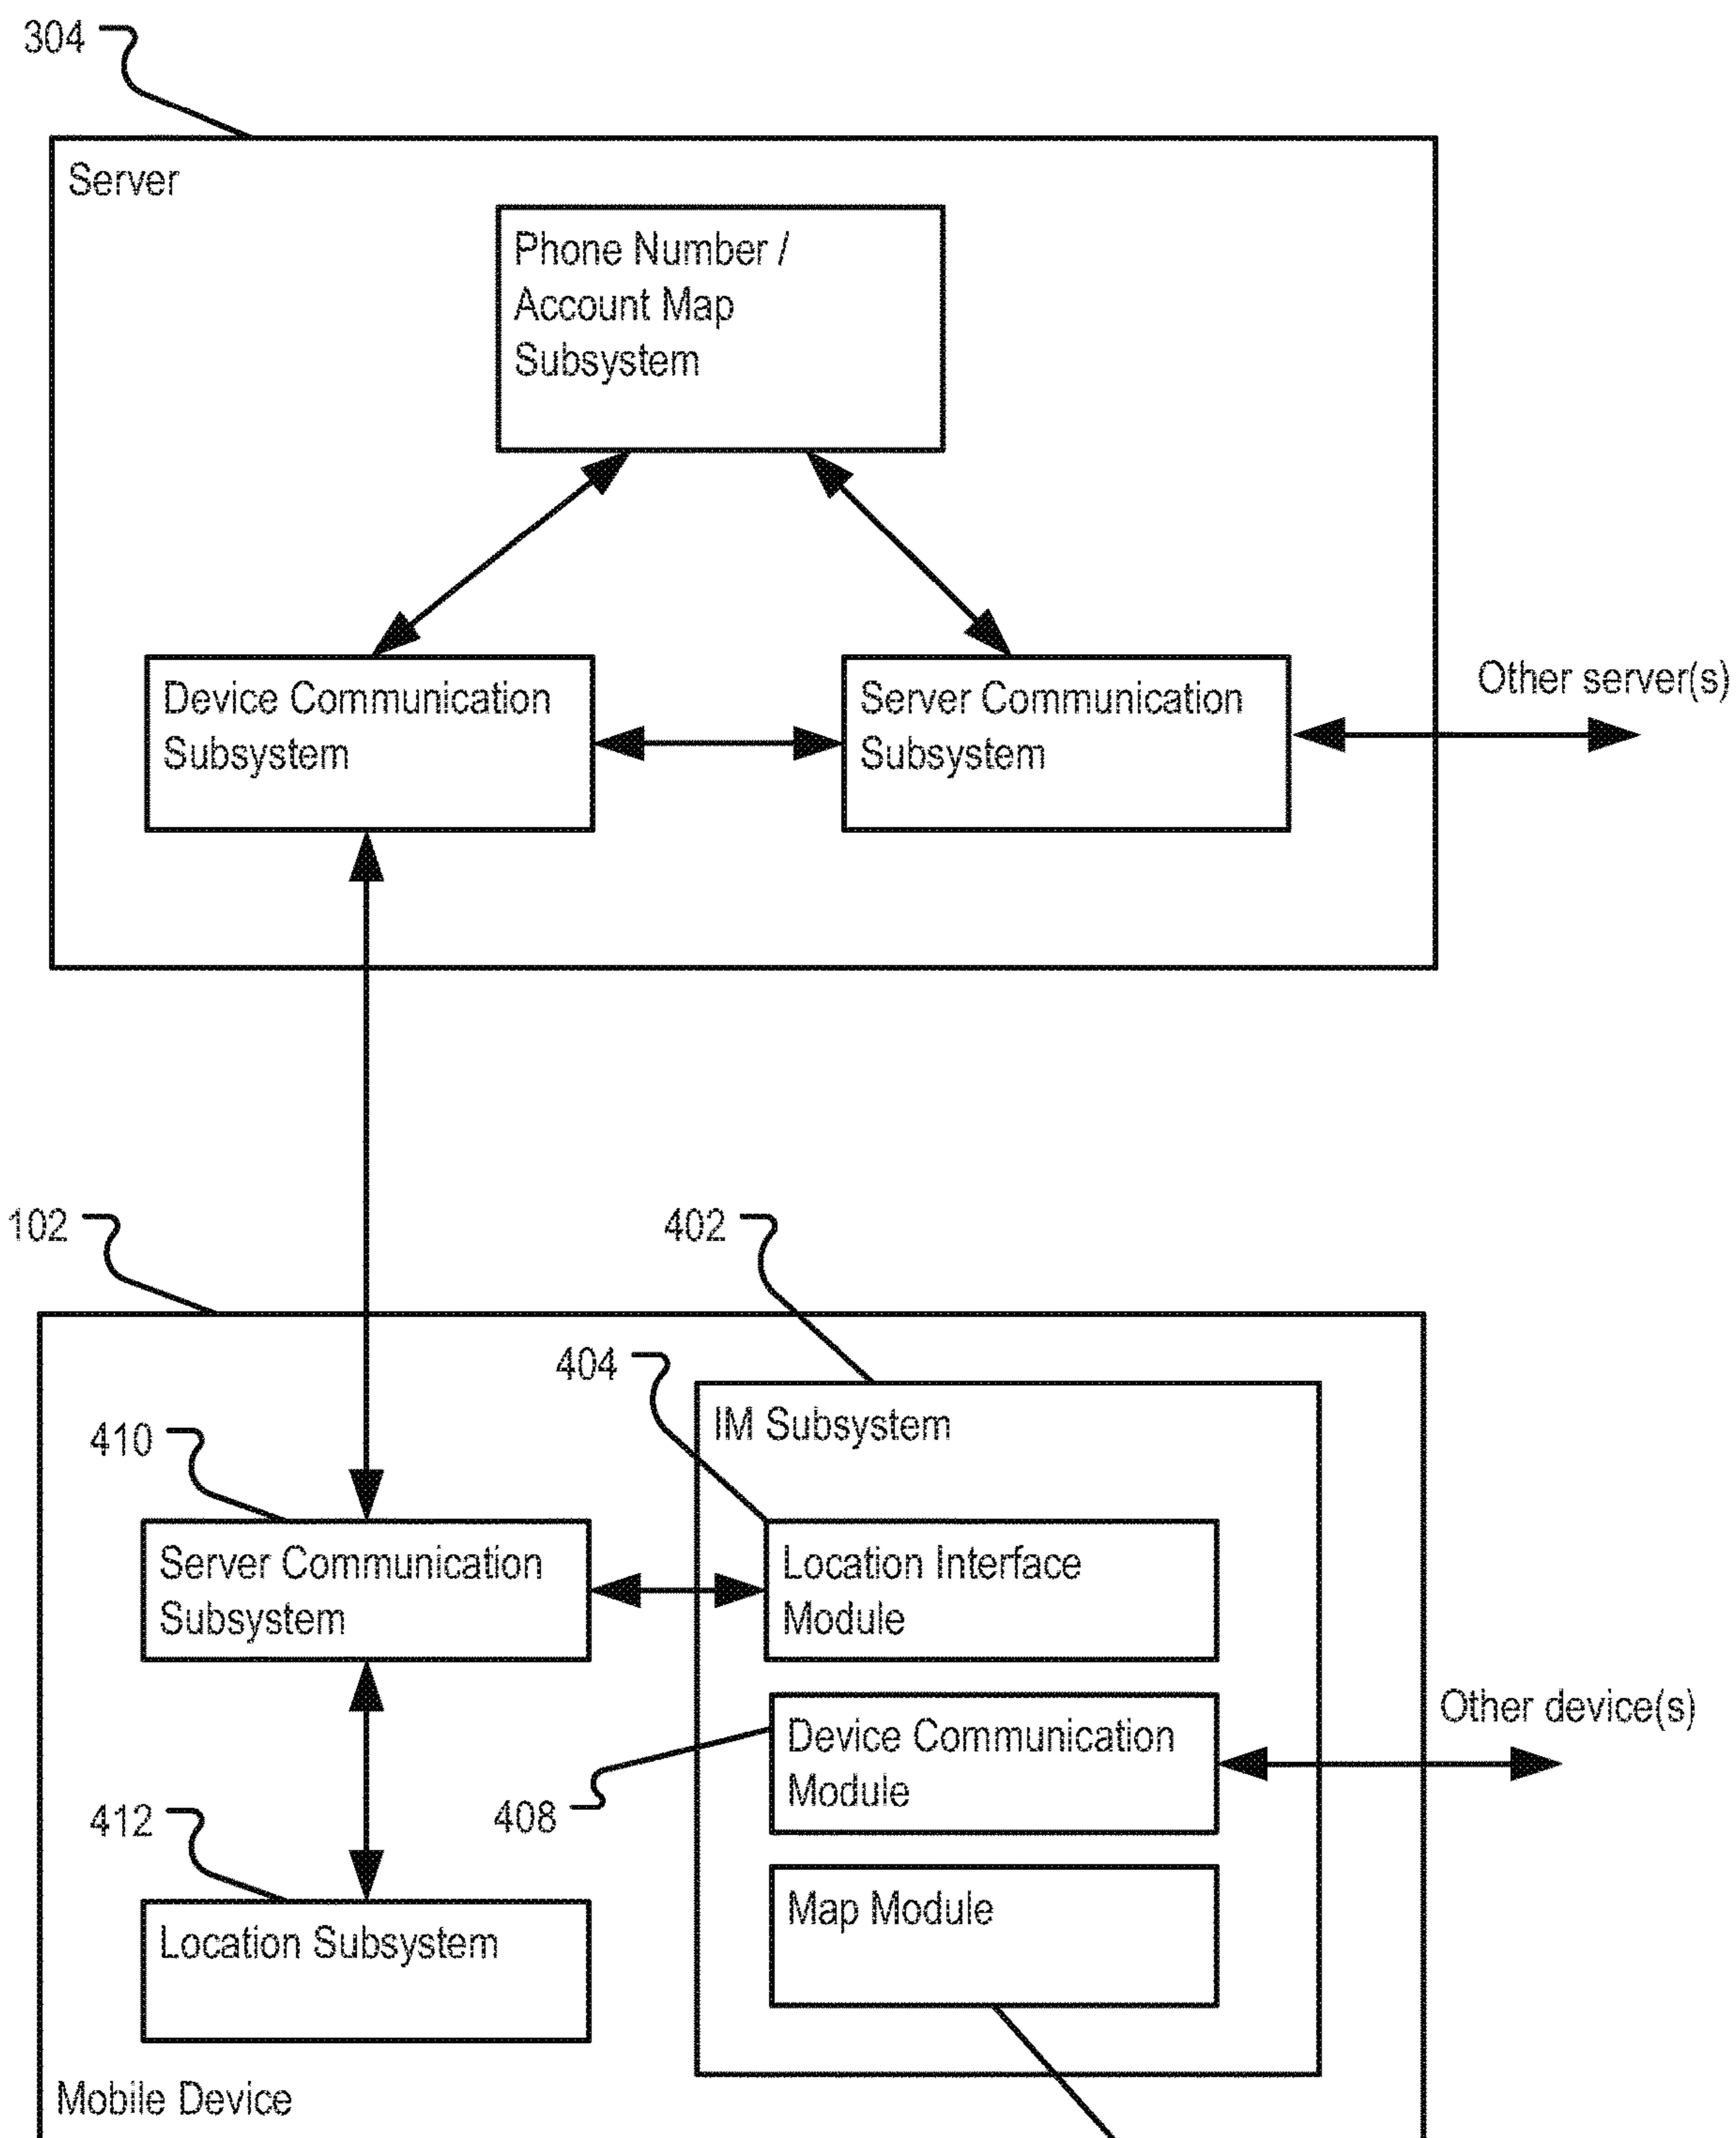 304
Server
Phone Number /
Account Map
Subsystem
Device Communication
Subsystem
Server Communication
Subsystem
Other server(s)
102
402
404
IM Subsystem
410
Server Communication
Subsystem
Location Interface
Module
Other device(s)
Device Communication
Module
408
412
Map Module
Location Subsystem
Mobile Device